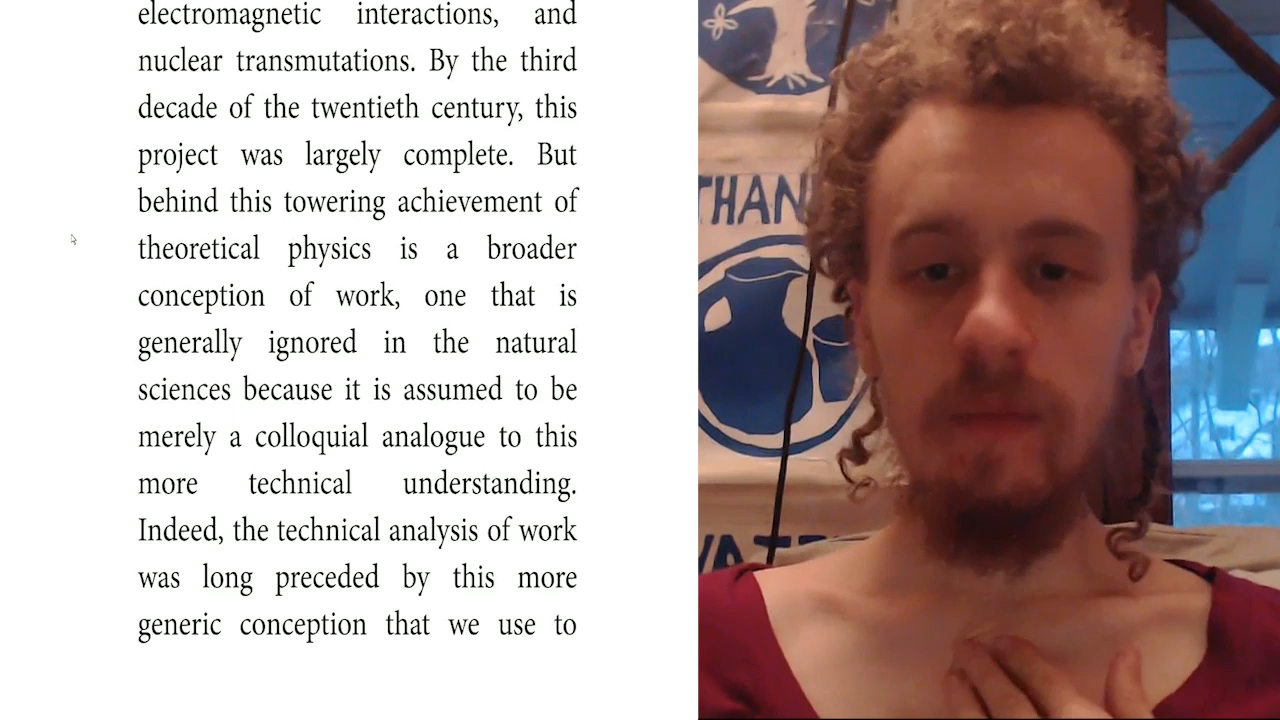 electromagnetic interactions, and
nuclear transmutations. By the third
decade of the twentieth century, this
project was largely complete. But
behind this towering achievement of
theoretical physics is a broader
conception of work, one that is
generally ignored in the natural
sciences because it is assumed to be
merely a colloquial analogue to this
more technical understanding.
Indeed, the technical analysis of work
was long preceded by this more
generic conception that we use to
THAN